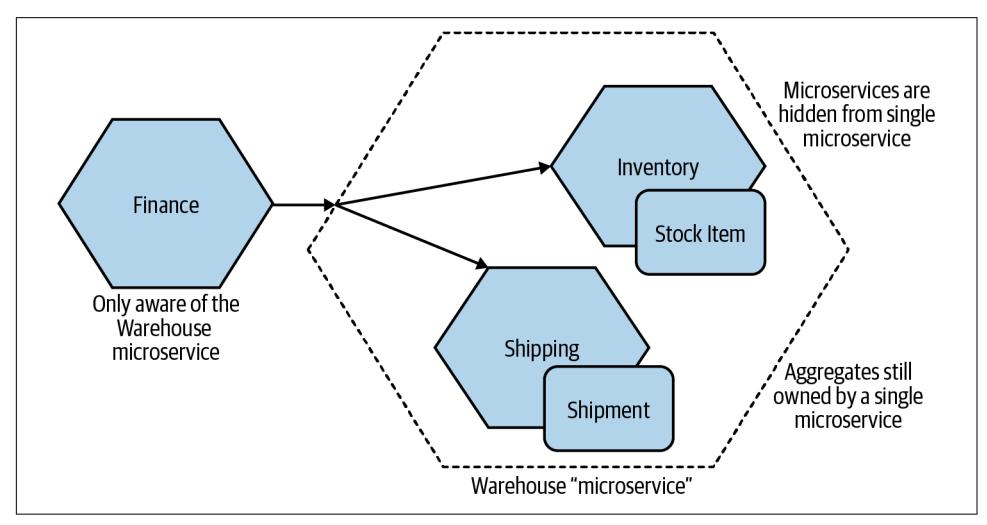 Finance
Only aware of the
Warehouse
microservice
Inventory
Stock Item
Shipping
Shipment
Microservices are
hidden from single
microservice
Aggregates still
owned by a single
microservice
Warehouse “microservice”